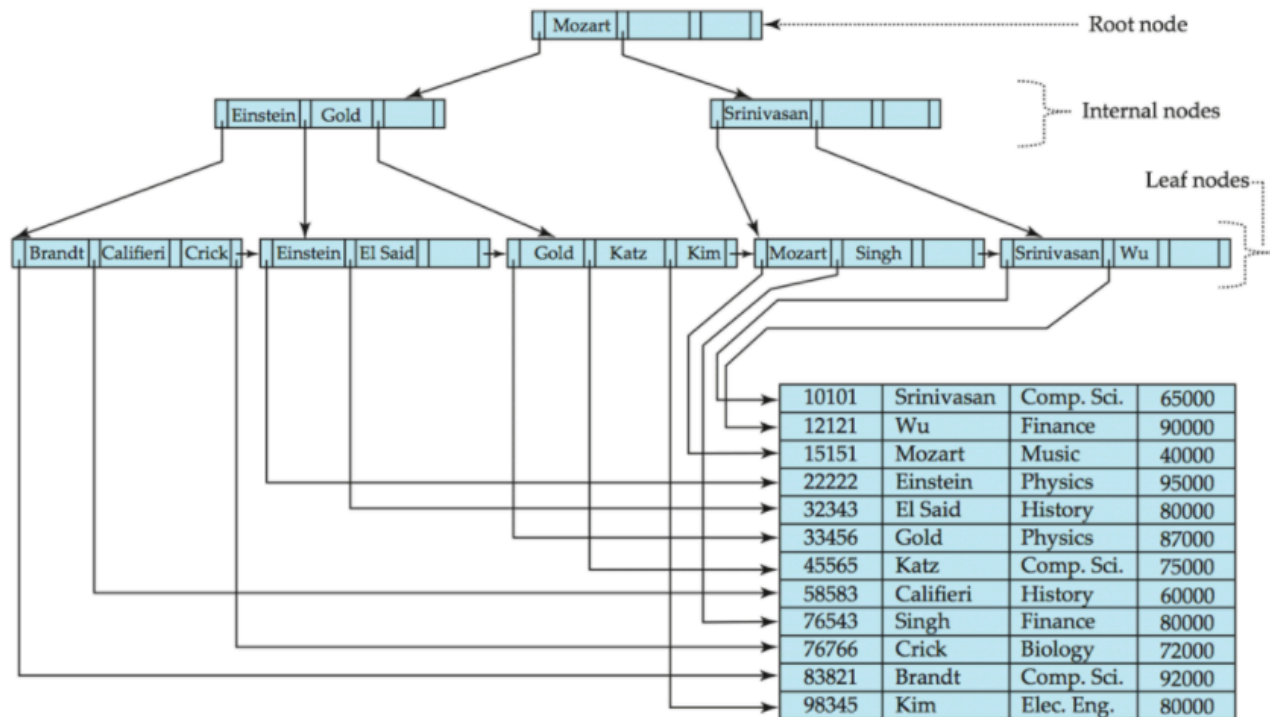 Mozart Root node
Einstein Gold Srinivasan Internal nodes
Leaf nodes
Brandt Califieri Crick Einstein El Said Gold Katz Kim Mozart Singh Srinivasan Wu
10101 Srinivasan Comp. Sci. 65000
12121 Wu Finance 90000
15151 Mozart Music 40000
22222 Einstein Physics 95000
32343 El Said History 80000
33456 Gold Physics 87000
45565 Katz Comp. Sci. 75000
58583 Califieri History 60000
76543 Singh Finance 80000
76766 Crick Biology 72000
83821 Brandt Comp. Sci. 92000
98345 Kim Elec. Eng. 80000